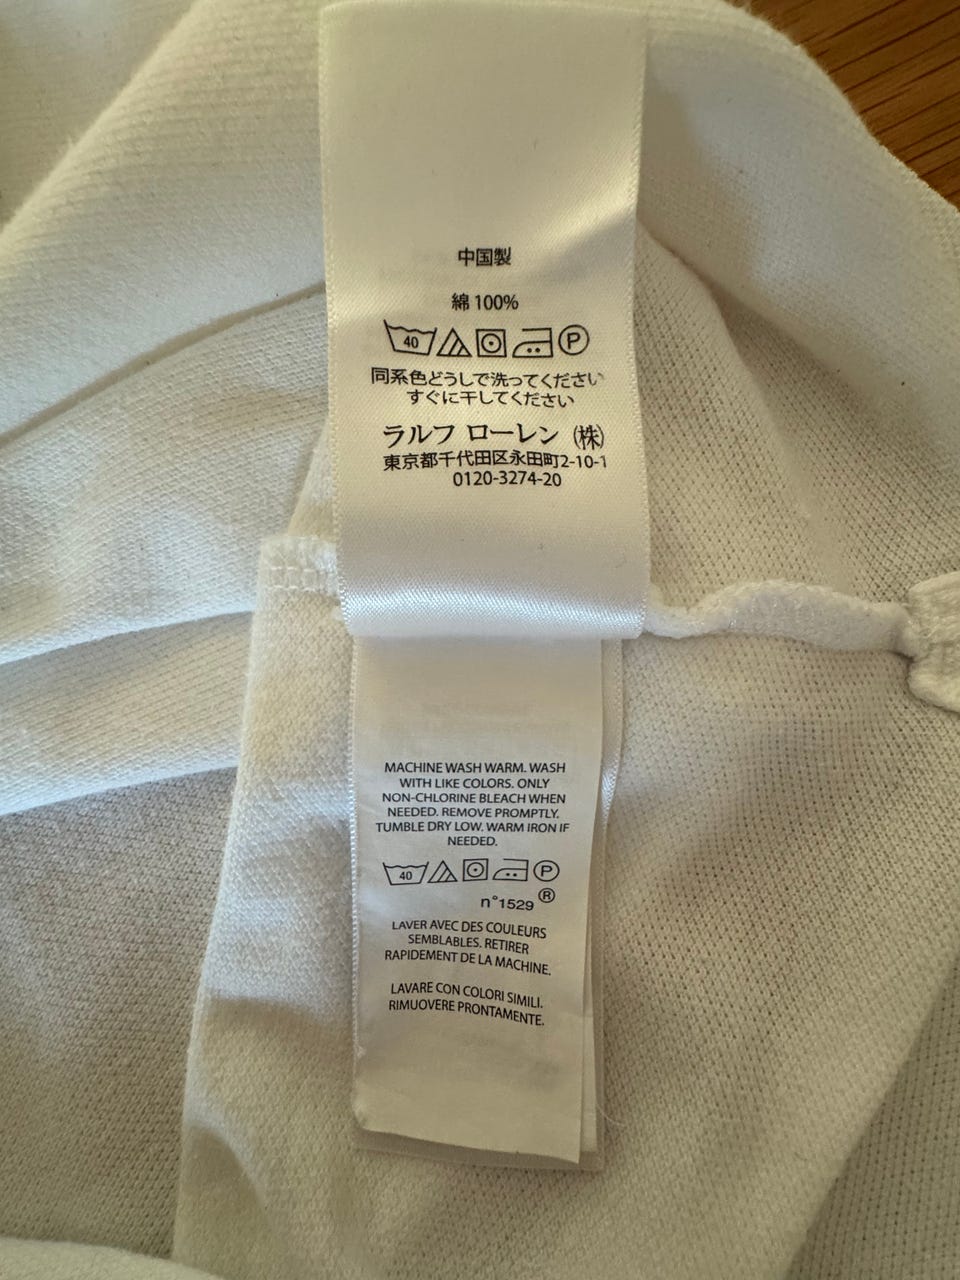 中国製
綿 100%
40 P
同系色どうしで洗ってください
すぐに干してください
ラルフ ローレン (株)
東京都千代田区永田町2-10-1
0120-3274-20
MACHINE WASH WARM. WASH
WITH LIKE COLORS. ONLY
NON-CHLORINE BLEACH WHEN
NEEDED. REMOVE PROMPTLY.
TUMBLE DRY LOW. WARM IRON IF
NEEDED.
40 P
n°1529 ®
LAVER AVEC DES COULEURS
SEMBLABLES. RETIRER
RAPIDEMENT DE LA MACHINE.
LAVARE CON COLORI SIMILI.
RIMUOVERE PRONTAMENTE.